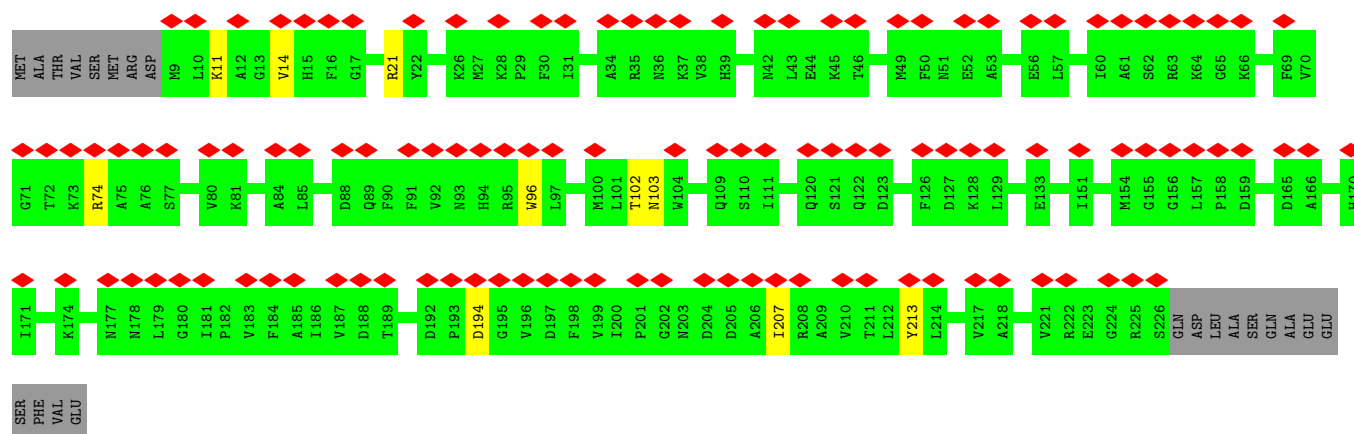 MET ALA THR VAL SER MET ARG ASP M9 L10 K11 A12 G13 V14 H15 F16 G17 R21 Y22 K26 M27 K28 P29 F30 I31 A34 R35 N36 K37 V38 H39 N42 L43 E44 K45 T46 M49 F50 N51 E52 A53 E56 L57 I60 A61 S62 R63 K64 G65 K66 F69 V70
G71 T72 K73 R74 A75 A76 S77 V80 K81 A84 L85 D88 Q89 F90 F91 V92 N93 H94 R95 W96 L97 M100 L101 T102 N103 W104 Q109 S110 I111 Q120 S121 Q122 D123 F126 D127 K128 L129 E133 I151 M154 G155 G156 L157 P158 D159 D165 A166 H170
I171 K174 N177 N178 L179 G180 I181 P182 V183 F184 A185 I186 V187 D188 T189 D192 P193 D194 G195 V196 D197 F198 V199 I200 P201 G202 N203 D204 D205 A206 I207 R208 A209 V210 T211 L212 Y213 L214 V217 A218 V221 R222 E223 G224 R225 S226 GLN ASP LEU ALA SER GLN ALA GLU GLU
SER PHE VAL GLU